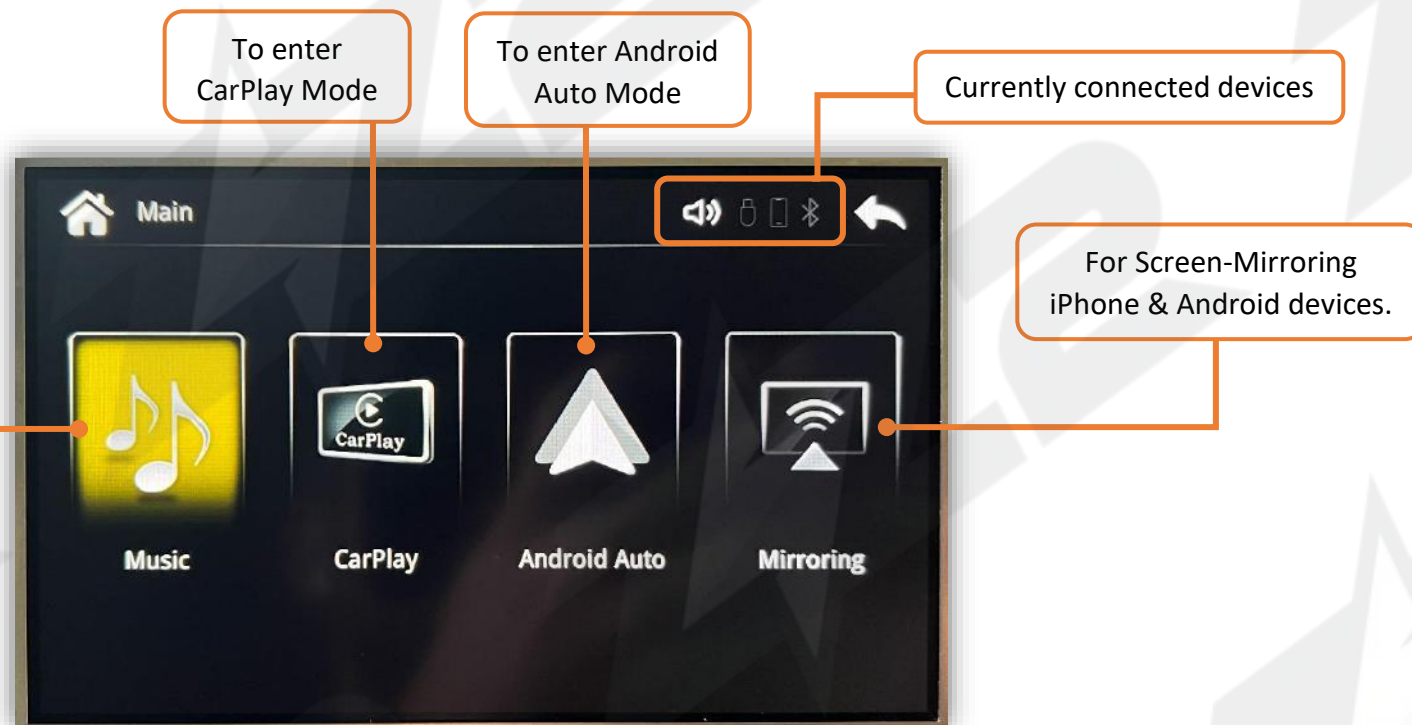 To enter
CarPlay Mode
To enter Android
Auto Mode
Currently connected devices
Main
For Screen-Mirroring
iPhone & Android devices.
CarPlay
Music
CarPlay
Android Auto
Mirroring